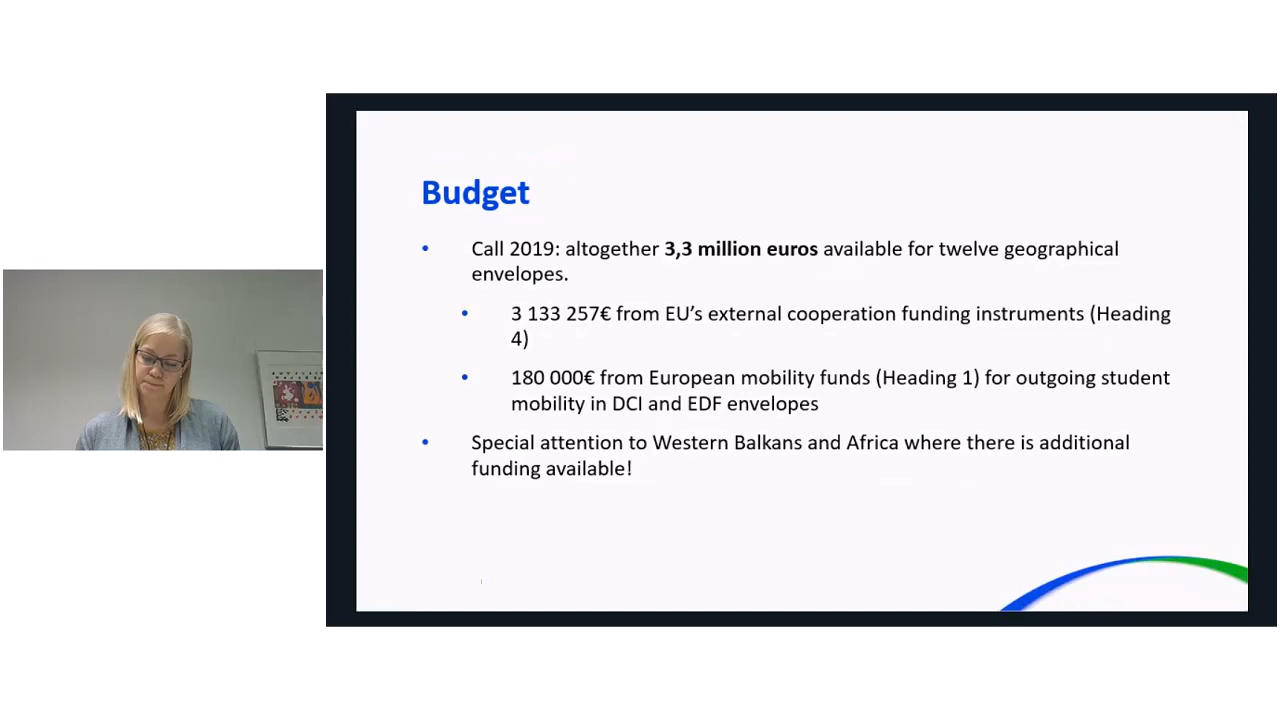 Budget
• Call 2019: altogether 3,3 million euros available for twelve geographical
envelopes.
• 3 133 257€ from EU’s external cooperation funding instruments (Heading
4)
• 180 000€ from European mobility funds (Heading 1) for outgoing student
mobility in DCI and EDF envelopes
• Special attention to Western Balkans and Africa where there is additional
funding available!